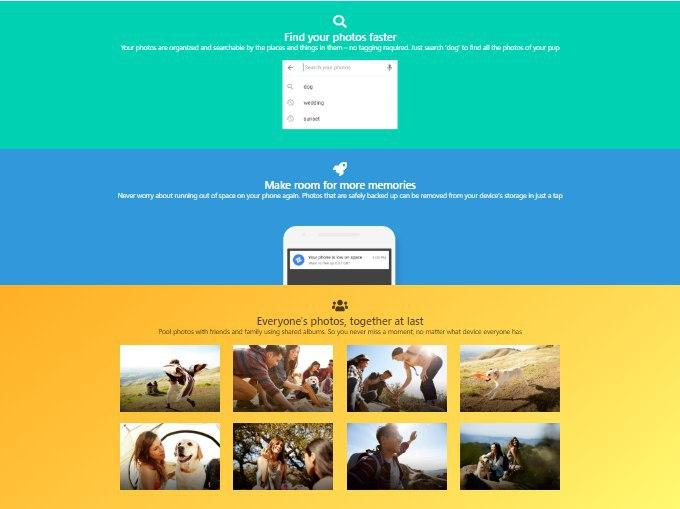 Find your photos faster
Your photos are organized and searchable by the places and things in them – no tagging required. Just search 'dog' to find all the photos of your pup
Search your photos
dog
wedding
sunset
Make room for more memories
Never worry about running out of space on your phone again. Photos that are safely backed up can be removed from your device's storage in just a tap
Your phone is low on space
Everyone's photos, together at last
Pool photos with friends and family using shared albums. So you never miss a moment, no matter what device everyone has